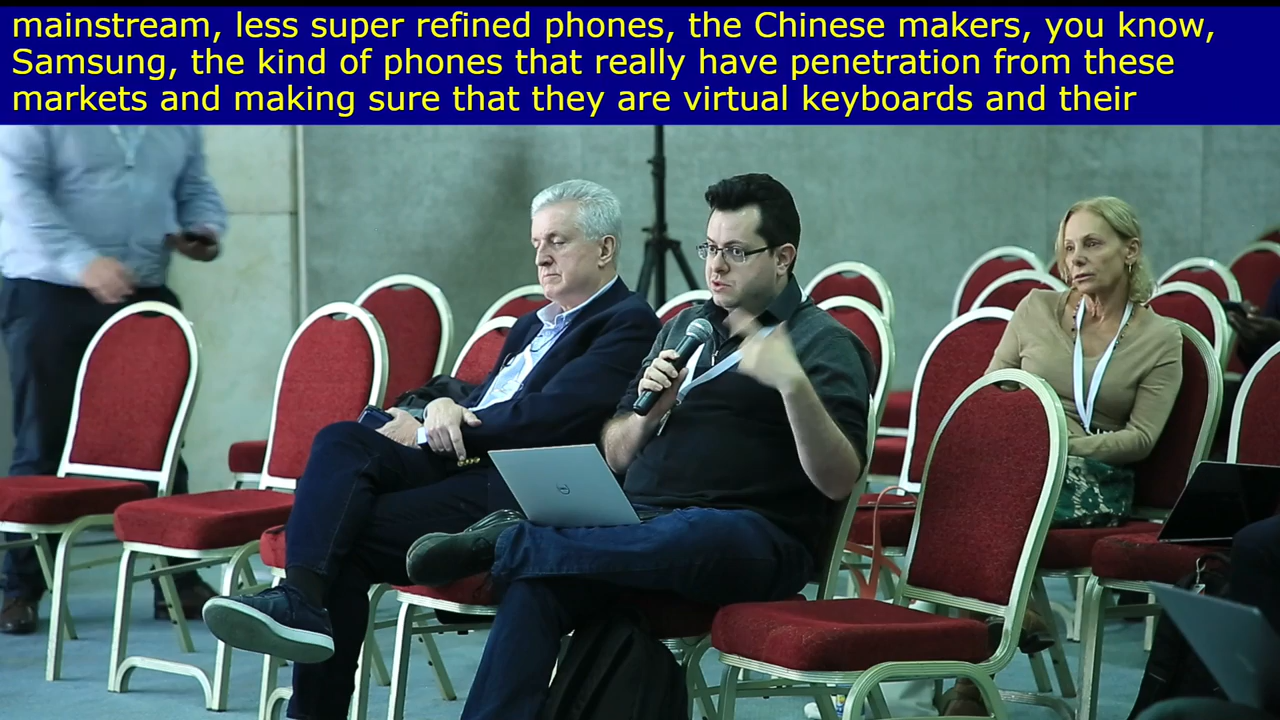 mainstream, less super refined phones, the Chinese makers, you know,
Samsung, the kind of phones that really have penetration from these
markets and making sure that they are virtual keyboards and their
DELL